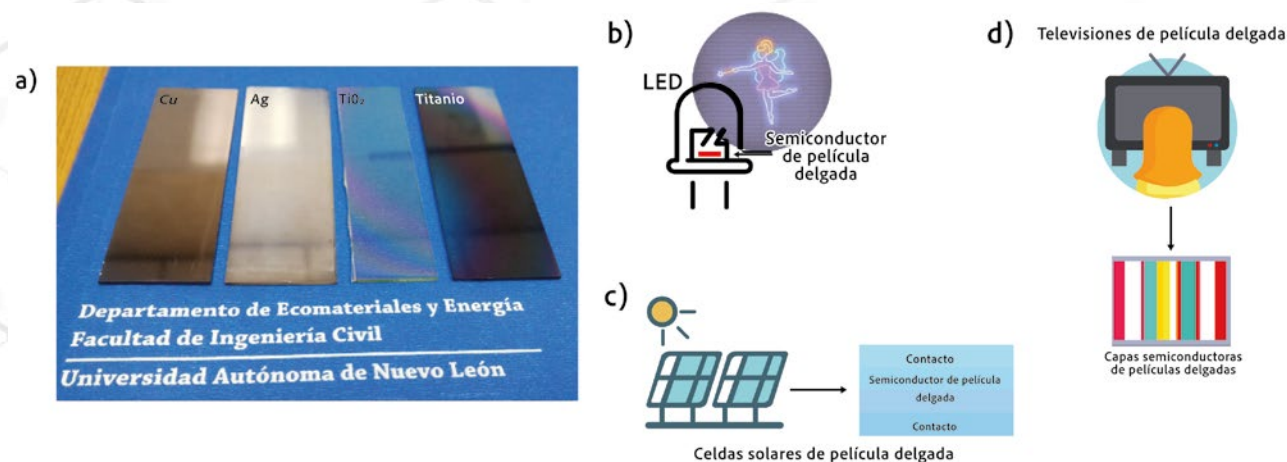 a)
Cu
Ag
TiO₂
Titanio
Departamento de Ecomateriales y Energía
Facultad de Ingeniería Civil
Universidad Autónoma de Nuevo León
b)
LED
Semiconductor
de película
delgada
c)
Contacto
Semiconductor de película
delgada
Contacto
Celdas solares de película delgada
d)
Televisiones de película delgada
Capas semiconductoras
de películas delgadas